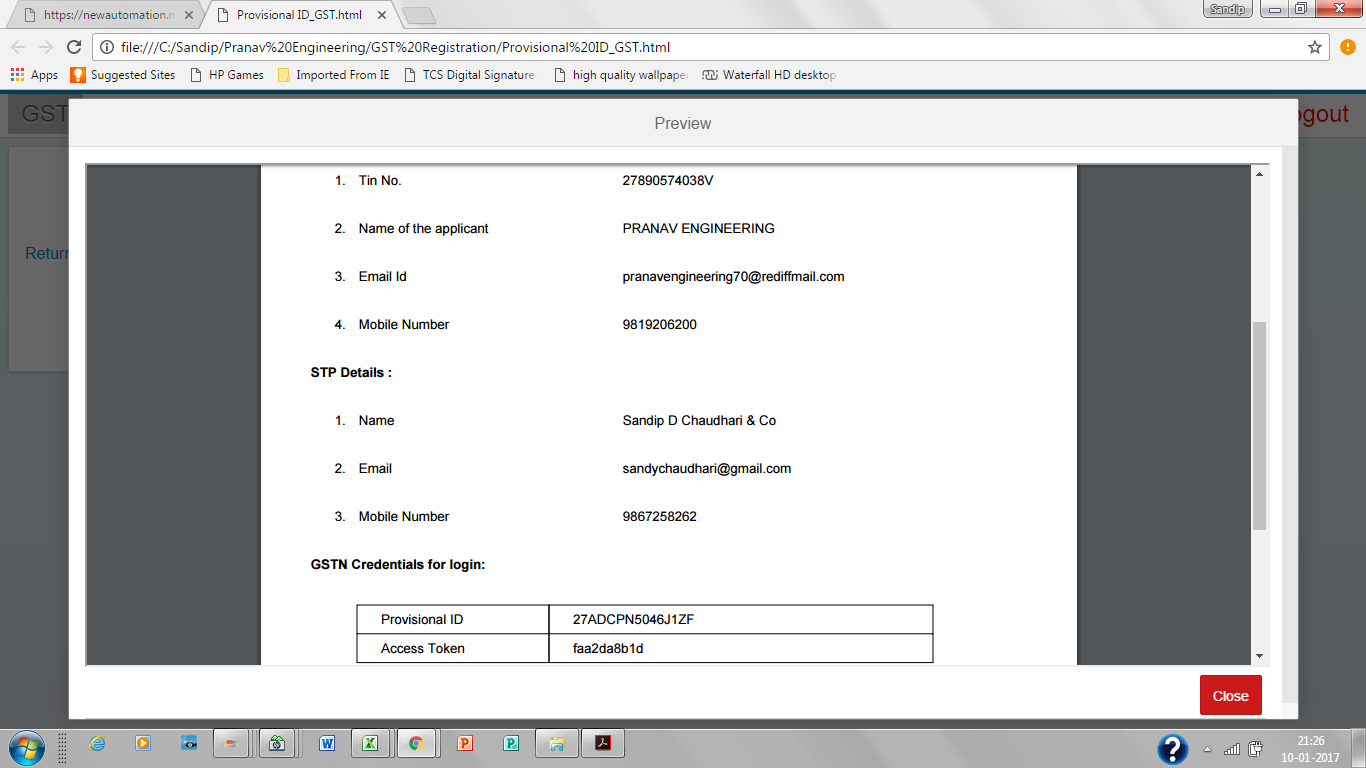 https://newautomation.m
Provisional ID_GST.html
Sandip
file:///C:/Sandip/Pranav%20Engineering/GST%20Registration/Provisional%20ID_GST.html
Apps Suggested Sites HP Games Imported From IE TCS Digital Signature high quality wallpape Waterfall HD desktop
GST
ogout
Preview
Return
1. Tin No. 27890574038V
2. Name of the applicant PRANAV ENGINEERING
3. Email Id pranavengineering70@rediffmail.com
4. Mobile Number 9819206200
STP Details :
1. Name Sandip D Chaudhari & Co
2. Email sandychaudhari@gmail.com
3. Mobile Number 9867258262
GSTN Credentials for login:
Provisional ID 27ADCPN5046J1ZF
Access Token faa2da8b1d
Close
21:26
10-01-2017